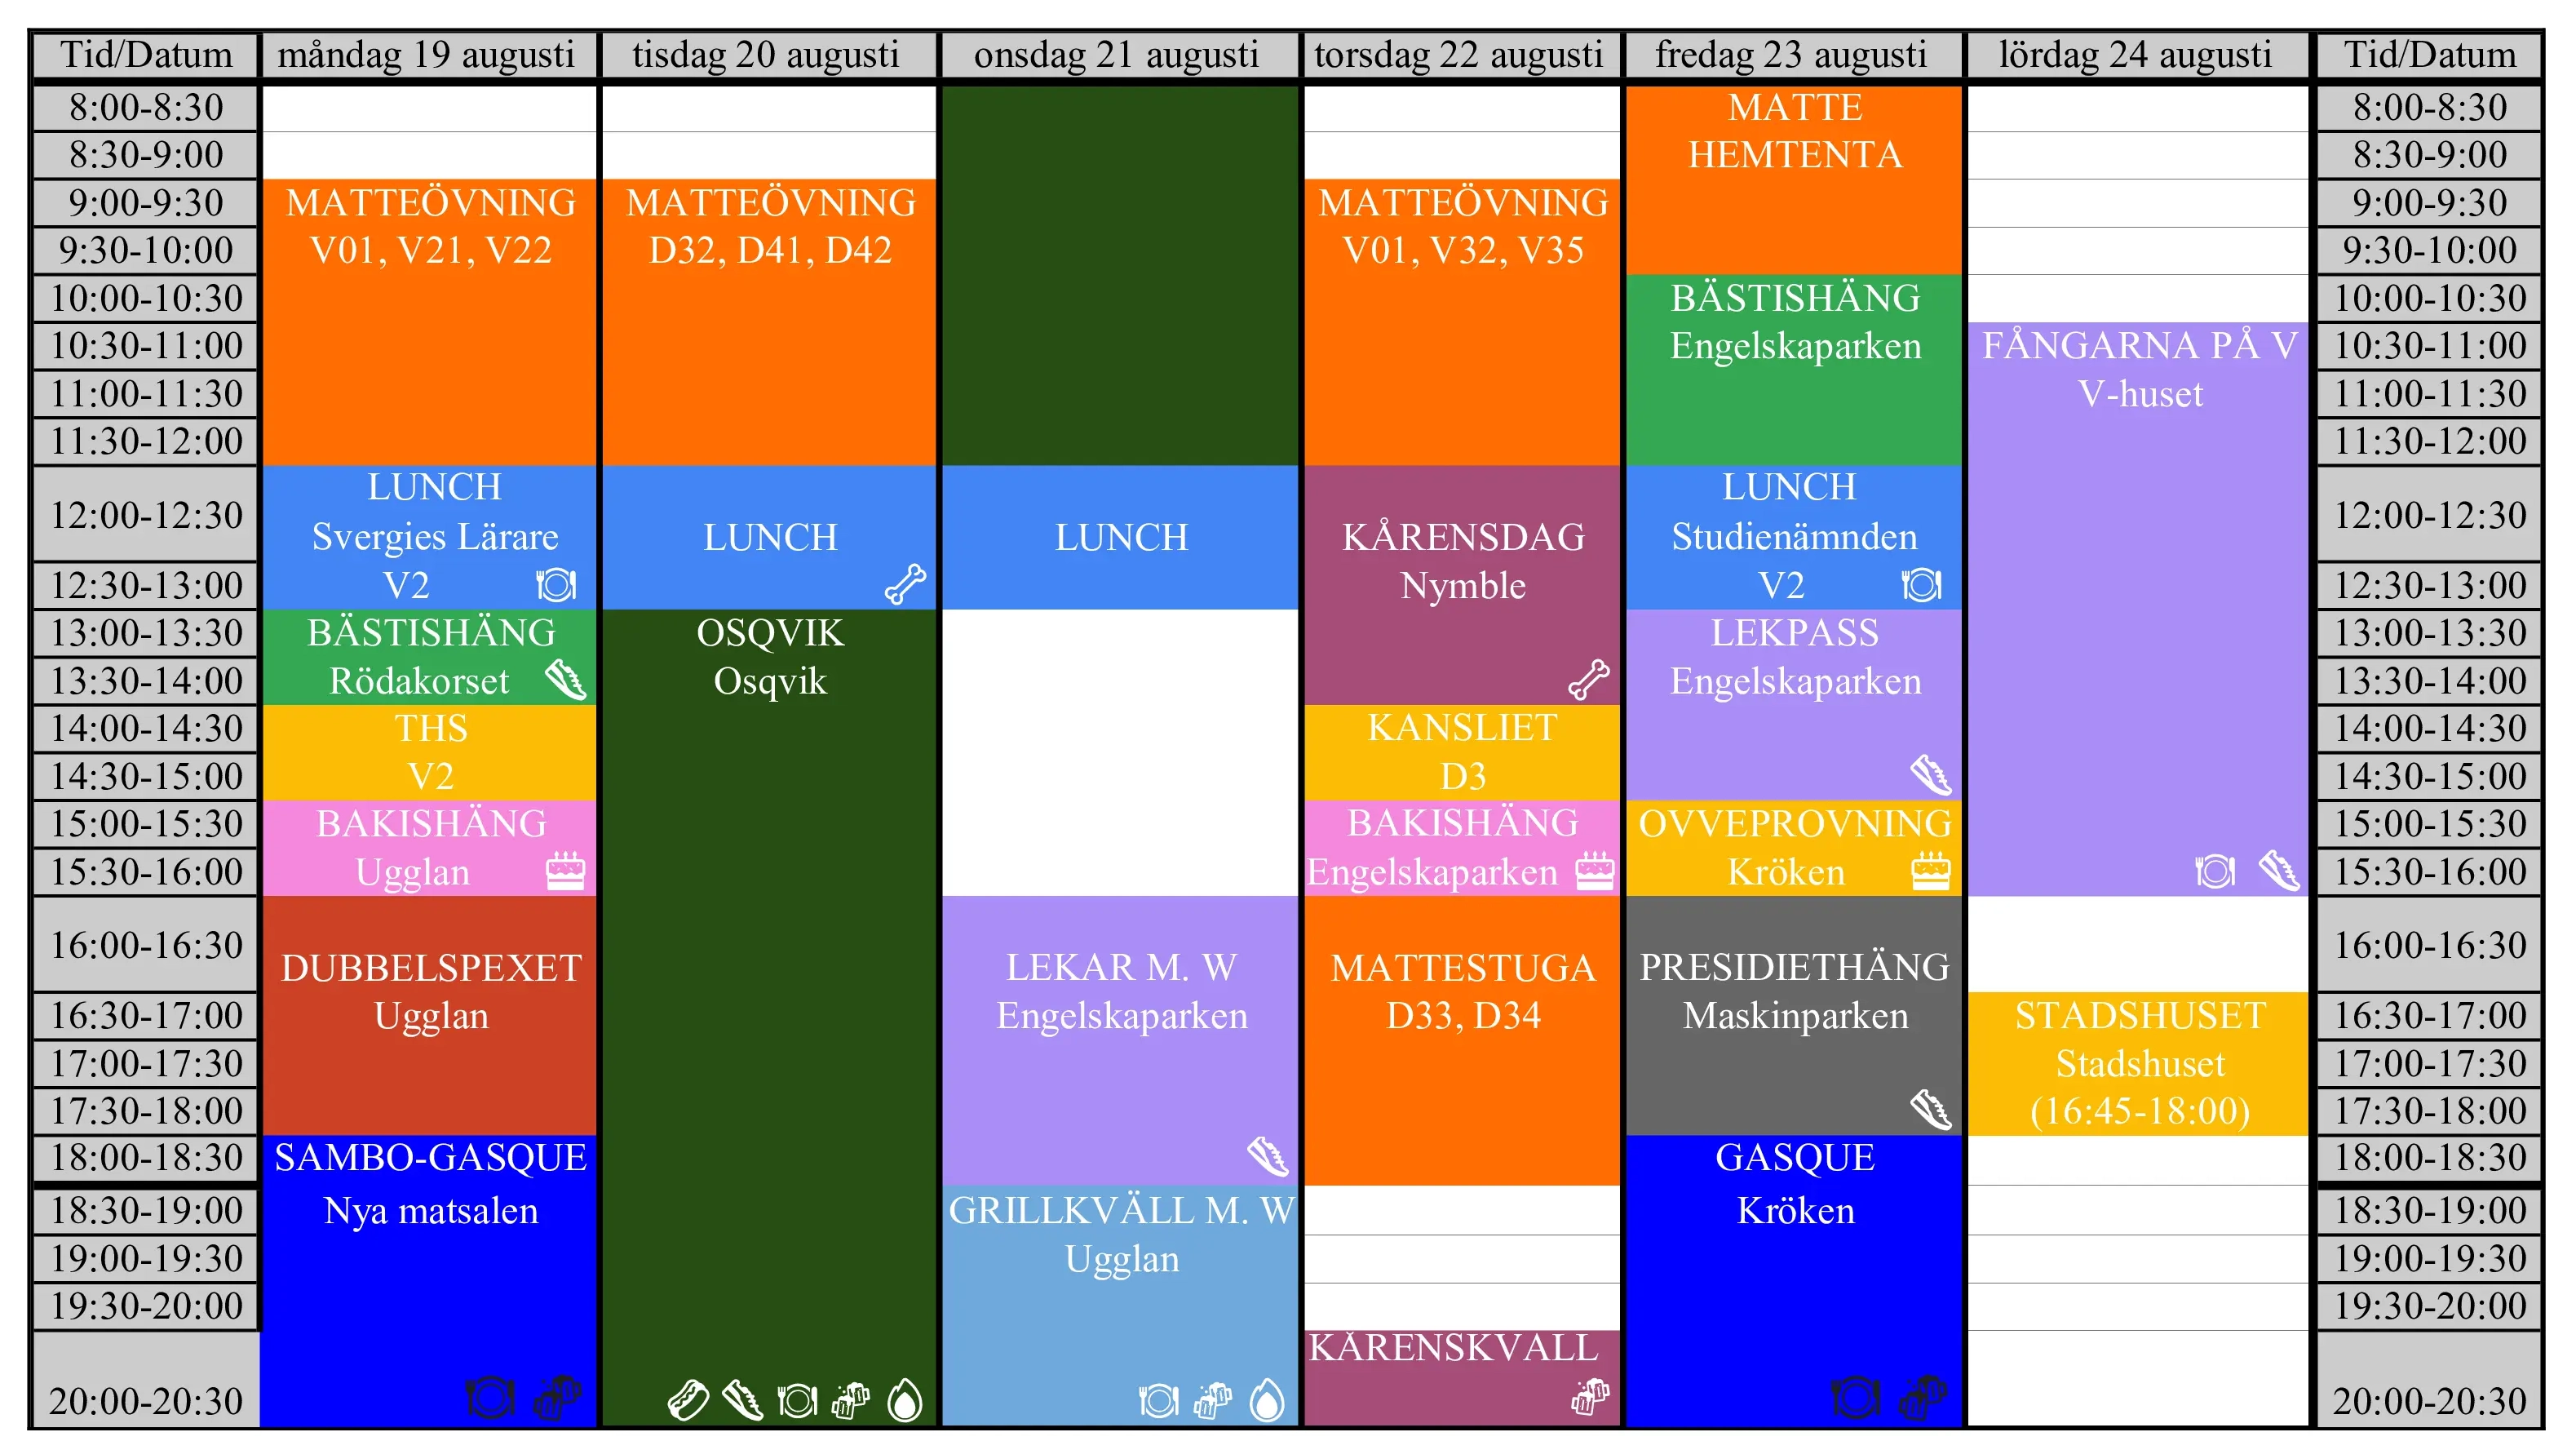 Tid/Datum måndag 19 augusti tisdag 20 augusti onsdag 21 augusti torsdag 22 augusti fredag 23 augusti lördag 24 augusti Tid/Datum
8:00-8:30 MATTE 8:00-8:30
8:30-9:00 HEMTENTA 8:30-9:00
9:00-9:30 MATTEÖVNING MATTEÖVNING MATTEÖVNING 9:00-9:30
9:30-10:00 V01, V21, V22 D32, D41, D42 V01, V32, V35 9:30-10:00
10:00-10:30 BÄSTISHÄNG 10:00-10:30
10:30-11:00 Engelskaparken FÅNGARNA PÅ V 10:30-11:00
11:00-11:30 V-huset 11:00-11:30
11:30-12:00 11:30-12:00
LUNCH LUNCH
12:00-12:30 Svergies Lärare LUNCH LUNCH KÅRENSDAG Studienämnden 12:00-12:30
12:30-13:00 V2 Nymble V2 12:30-13:00
13:00-13:30 BÄSTISHÄNG OSQVIK LEKPASS 13:00-13:30
13:30-14:00 Rödakorset Osqvik Engelskaparken 13:30-14:00
14:00-14:30 THS KANSLIET 14:00-14:30
14:30-15:00 V2 D3 14:30-15:00
15:00-15:30 BAKISHÄNG BAKISHÄNG OVVEPROVNING 15:00-15:30
15:30-16:00 Ugglan Engelskaparken Kröken 15:30-16:00
16:00-16:30 DUBBELSPEXET LEKAR M. W MATTESTUGA PRESIDIETHÄNG 16:00-16:30
16:30-17:00 Ugglan Engelskaparken D33, D34 Maskinparken STADSHUSET 16:30-17:00
17:00-17:30 Stadshuset 17:00-17:30
17:30-18:00 (16:45-18:00) 17:30-18:00
18:00-18:30 SAMBO-GASQUE GASQUE 18:00-18:30
18:30-19:00 Nya matsalen GRILLKVÄLL M. W Kröken 18:30-19:00
19:00-19:30 Ugglan 19:00-19:30
19:30-20:00 19:30-20:00
KÅRENSKVÄLL
20:00-20:30 20:00-20:30